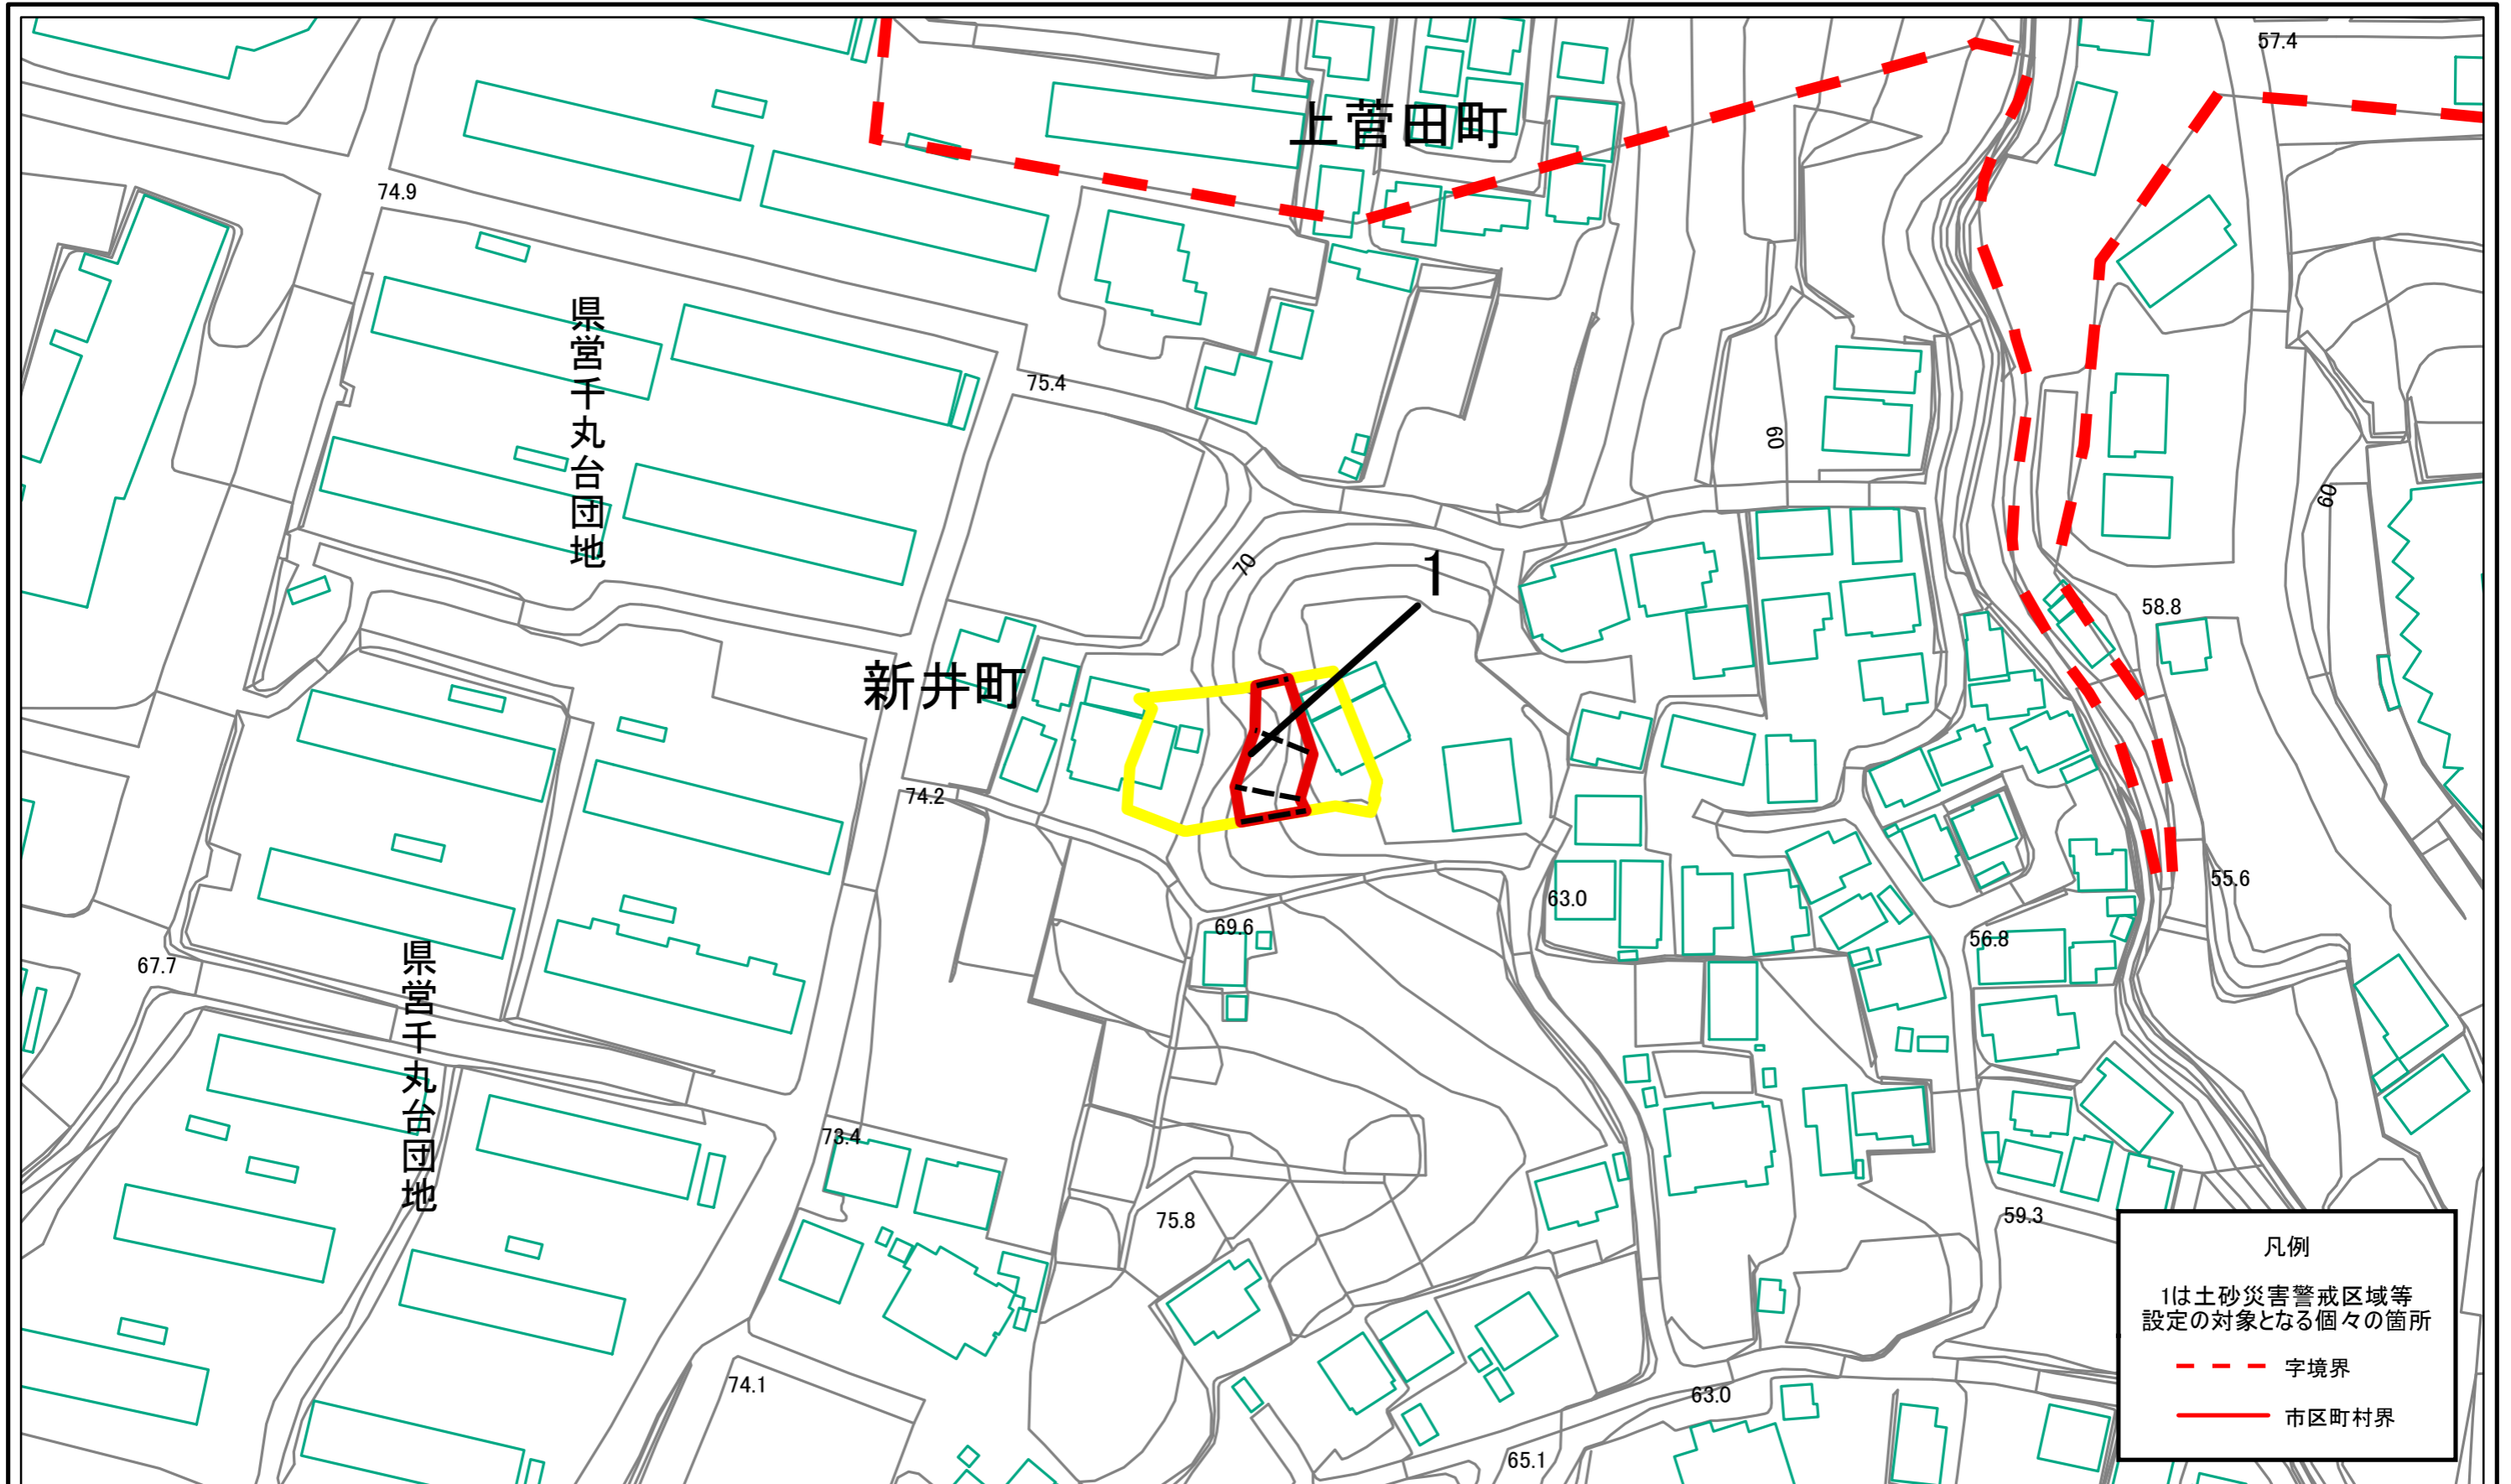 57.4
上菅田町
74.9
県営千丸台団地
75.4
60
60
70
1
58.8
新井町
74.2
63.0
55.6
69.6
56.8
67.7
県営千丸台団地
73.4
75.8
59.3
凡例
1は土砂災害警戒区域等
設定の対象となる個々の箇所
字境界
市区町村界
74.1
63.0
65.1